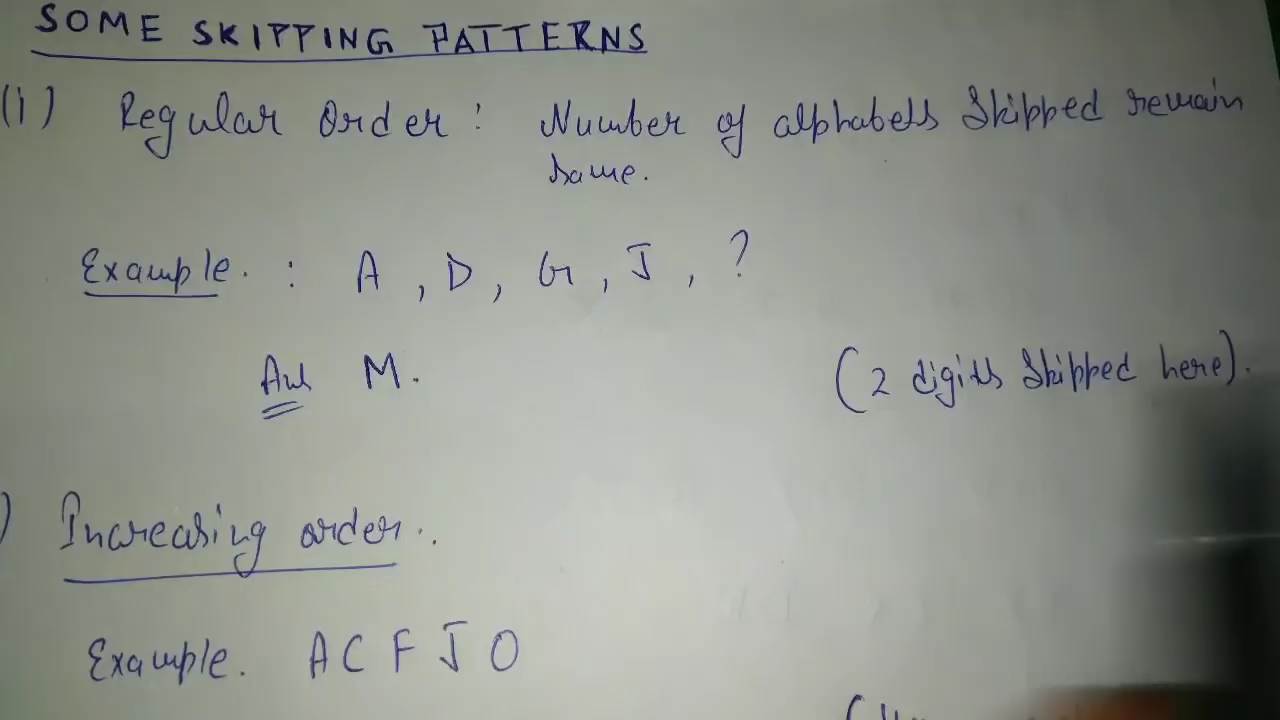 SOME SKIPPING PATTERNS
(i) Regular Order : Number of alphabets skipped remain
same.
Example. : A , D , G , J , ?
Ans M.
(2 digits skipped here).
) Increasing order..
Example. A C F J O